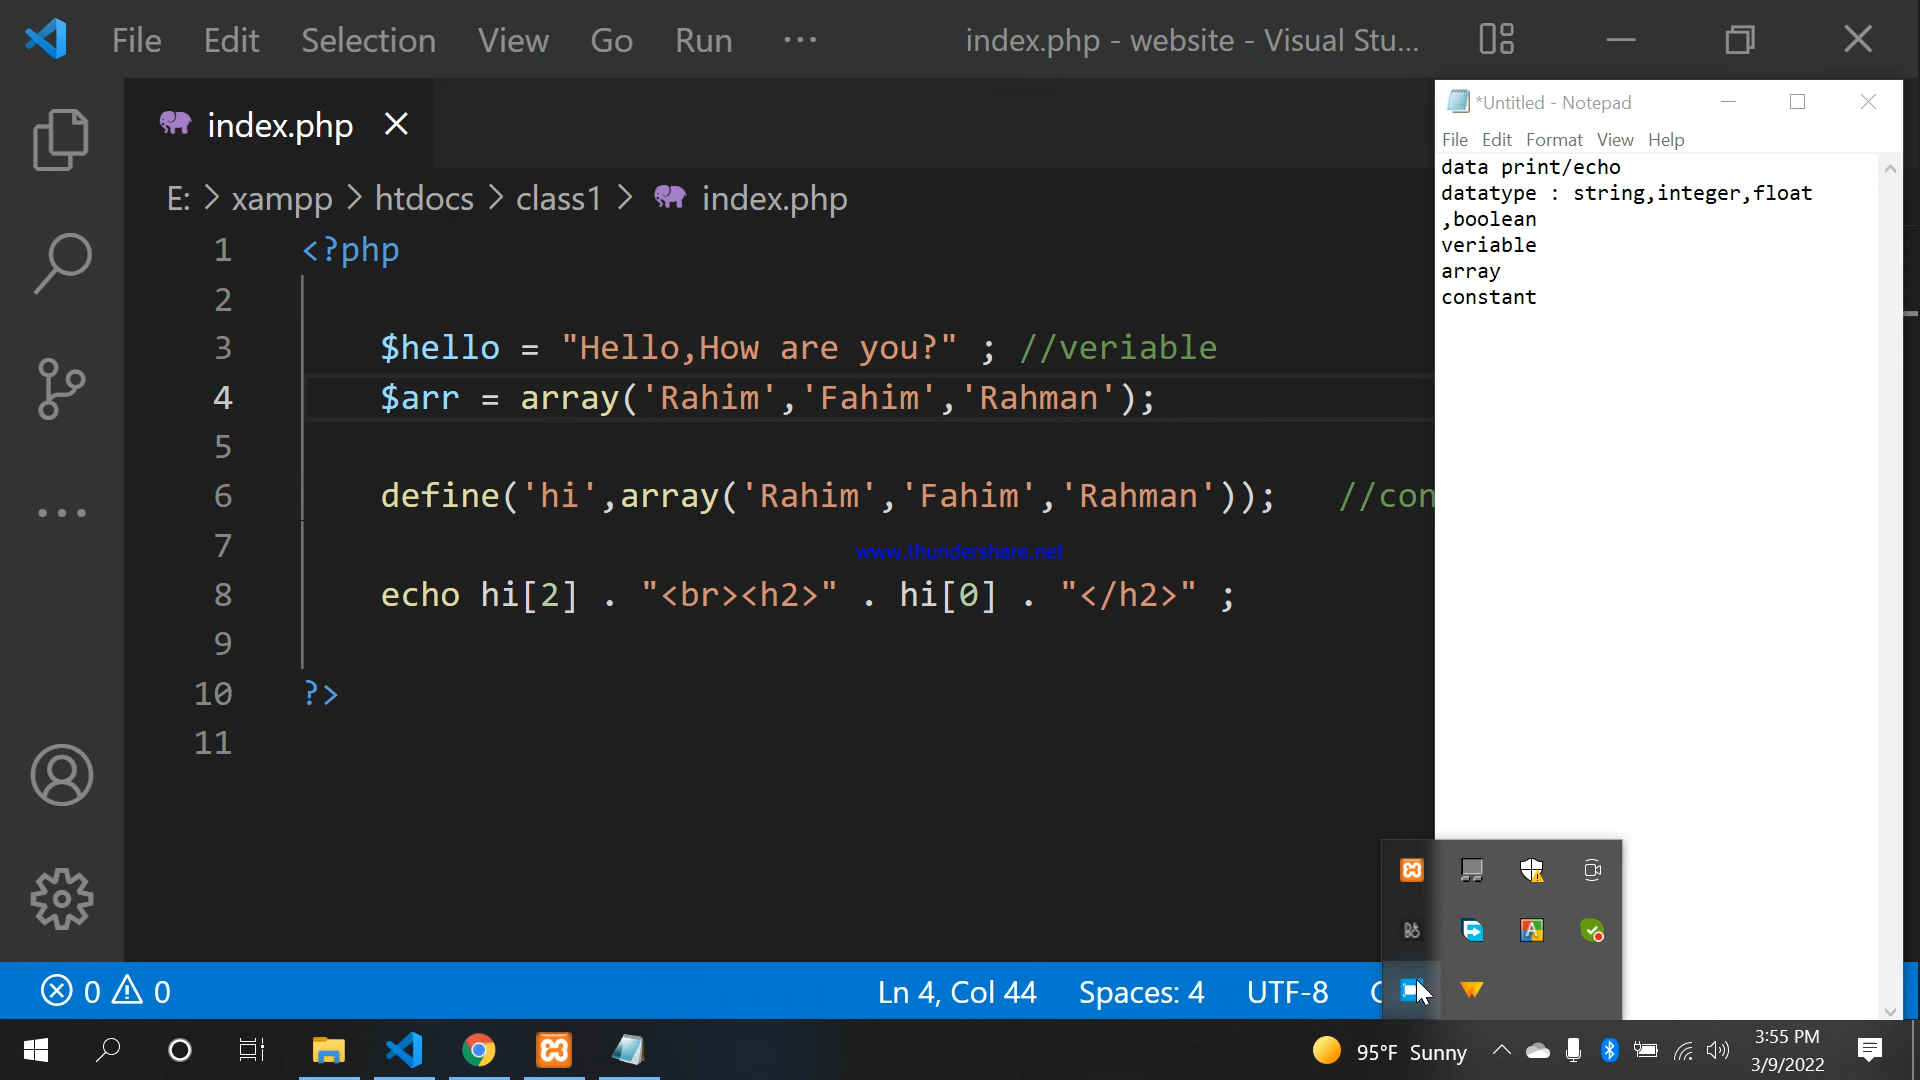 File Edit Selection View Go Run ··· index.php - website - Visual Stu...
index.php
E: > xampp > htdocs > class1 > index.php
1 <?php
2
3 $hello = "Hello,How are you?" ; //veriable
4 $arr = array('Rahim','Fahim','Rahman');
5
6 define('hi',array('Rahim','Fahim','Rahman')); //con
7
www.thundershare.net
8 echo hi[2] . "<br><h2>" . hi[0] . "</h2>" ;
9
10 ?>
11
*Untitled - Notepad
File Edit Format View Help
data print/echo
datatype : string,integer,float
,boolean
veriable
array
constant
0 0 Ln 4, Col 44 Spaces: 4 UTF-8
95°F Sunny
3:55 PM
3/9/2022